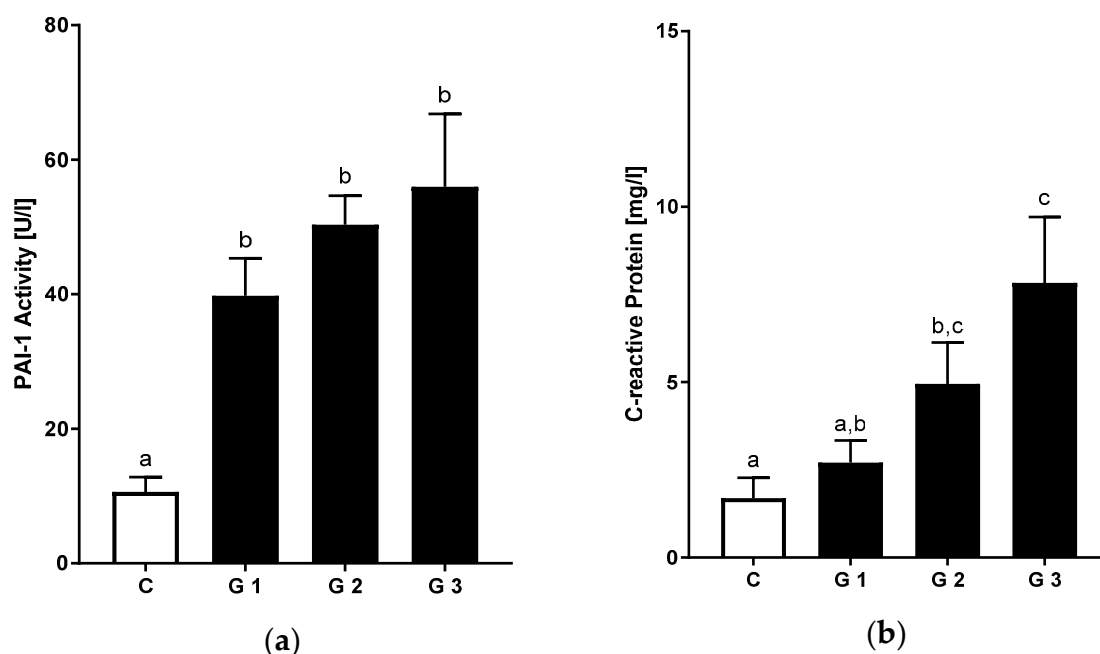 PAI-1 Activity [U/l]
80
60
40
20
0
a
b
b
b
C
G 1
G 2
G 3
(a)
C-reactive Protein [mg/l]
15
10
5
0
a
a,b
b,c
c
C
G 1
G 2
G 3
(b)